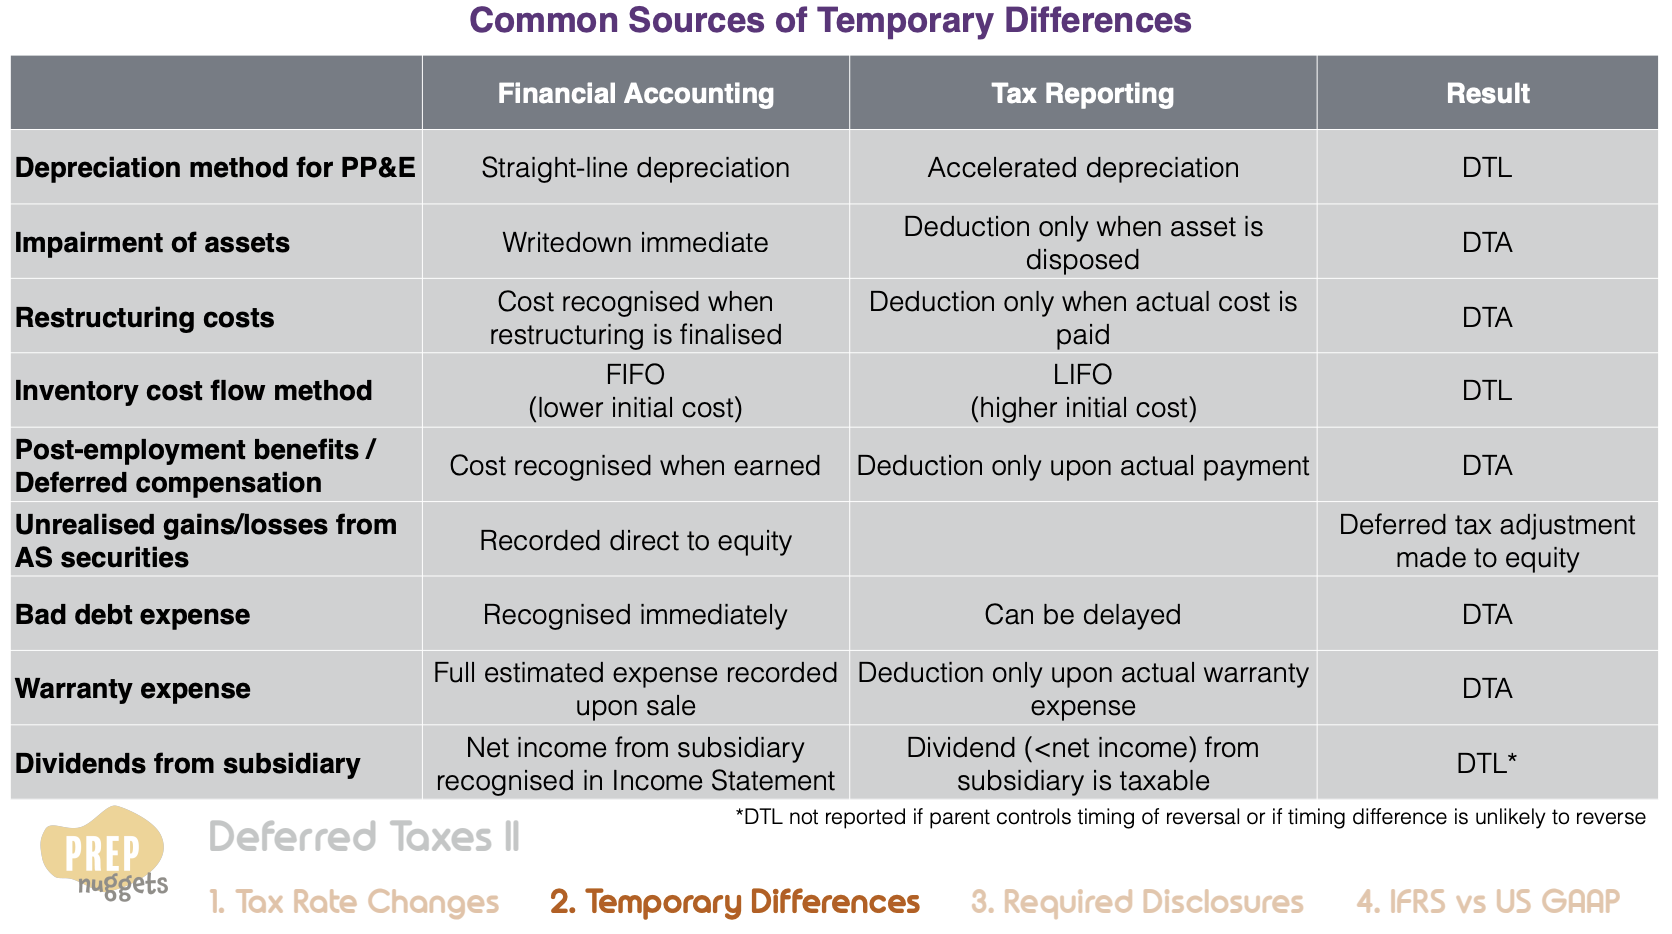 Common Sources of Temporary Differences
Financial Accounting
Tax Reporting
Result
Depreciation method for PP&E
Straight-line depreciation
Accelerated depreciation
DTL
Impairment of assets
Writedown immediate
Deduction only when asset is
disposed
DTA
Restructuring costs
Cost recognised when
restructuring is finalised
Deduction only when actual cost is
paid
DTA
Inventory cost flow method
FIFO
(lower initial cost)
LIFO
(higher initial cost)
DTL
Post-employment benefits /
Deferred compensation
Cost recognised when earned
Deduction only upon actual payment
DTA
Unrealised gains/losses from
AS securities
Recorded direct to equity
Deferred tax adjustment
made to equity
Bad debt expense
Recognised immediately
Can be delayed
DTA
Warranty expense
Full estimated expense recorded
upon sale
Deduction only upon actual warranty
expense
DTA
Dividends from subsidiary
Net income from subsidiary
recognised in Income Statement
Dividend (<net income) from
subsidiary is taxable
DTL*
*DTL not reported if parent controls timing of reversal or if timing difference is unlikely to reverse
PREP
nuggets
Deferred Taxes II
1. Tax Rate Changes
2. Temporary Differences
3. Required Disclosures
4. IFRS vs US GAAP